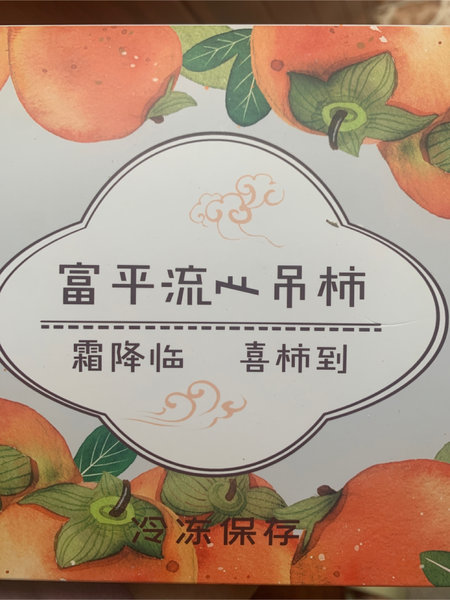 富平流心吊柿
霜降临 喜柿到
冷冻保存